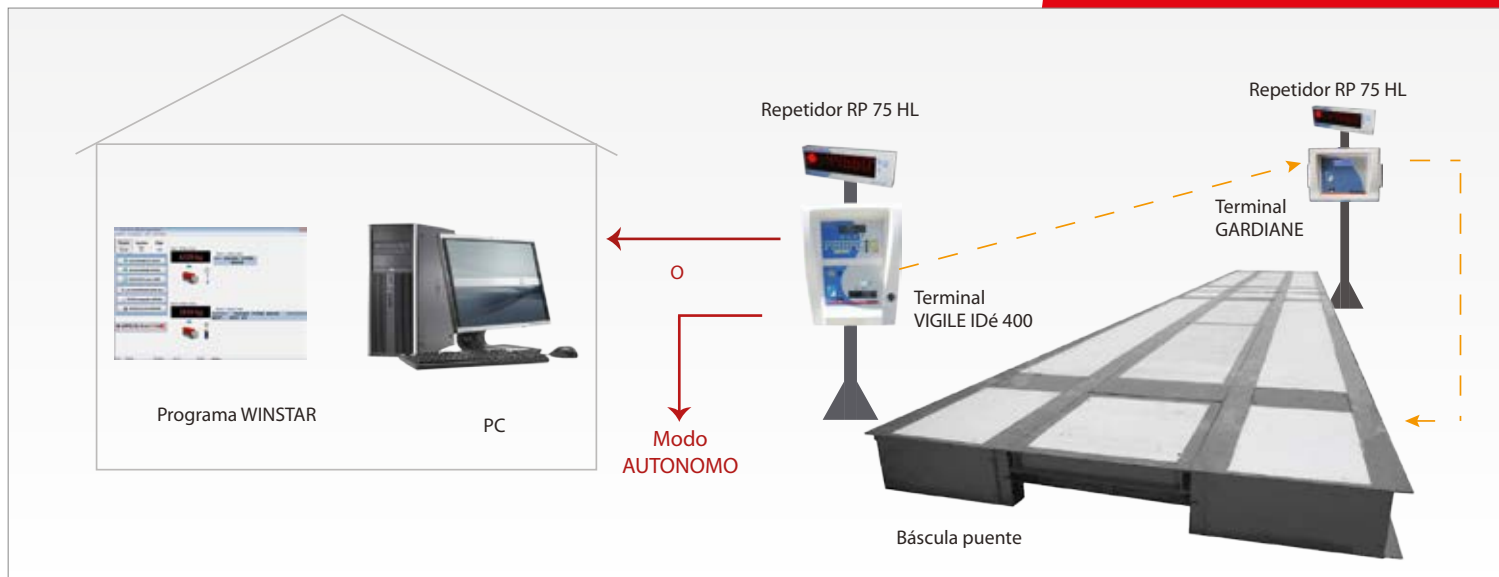 Repetidor RP 75 HL
Repetidor RP 75 HL
Terminal
GARDIANE
O
Terminal
VIGILE IDé 400
Programa WINSTAR
PC
Modo
AUTONOMO
Báscula puente